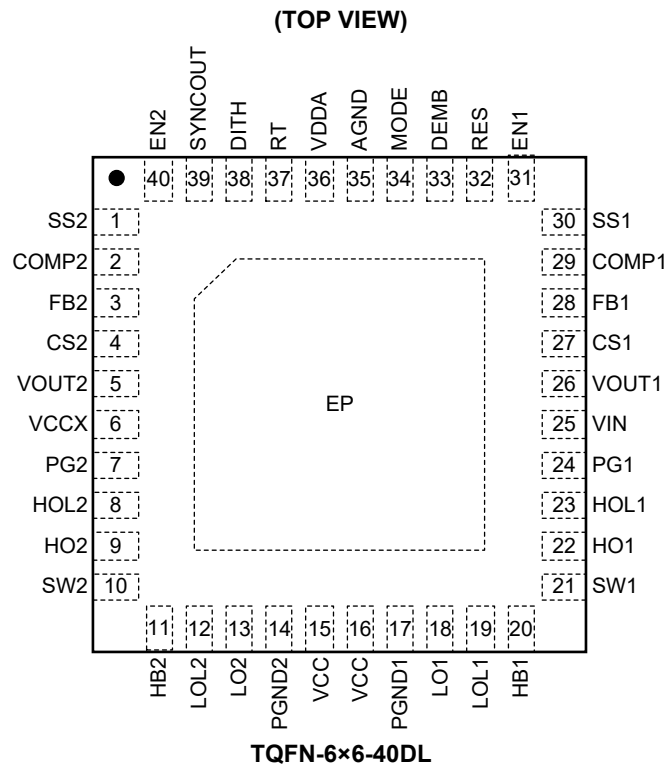 (TOP VIEW)
EN2
SYNCOUT
DITH
RT
VDDA
AGND
MODE
DEMB
RES
EN1
40 39 38 37 36 35 34 33 32 31
SS2 1
COMP2 2
FB2 3
CS2 4
VOUT2 5
VCCX 6
PG2 7
HOL2 8
HO2 9
SW2 10
EP
30 SS1
29 COMP1
28 FB1
27 CS1
26 VOUT1
25 VIN
24 PG1
23 HOL1
22 HO1
21 SW1
11 12 13 14 15 16 17 18 19 20
HB2
LOL2
LO2
PGND2
VCC
VCC
PGND1
LO1
LOL1
HB1
TQFN-6×6-40DL